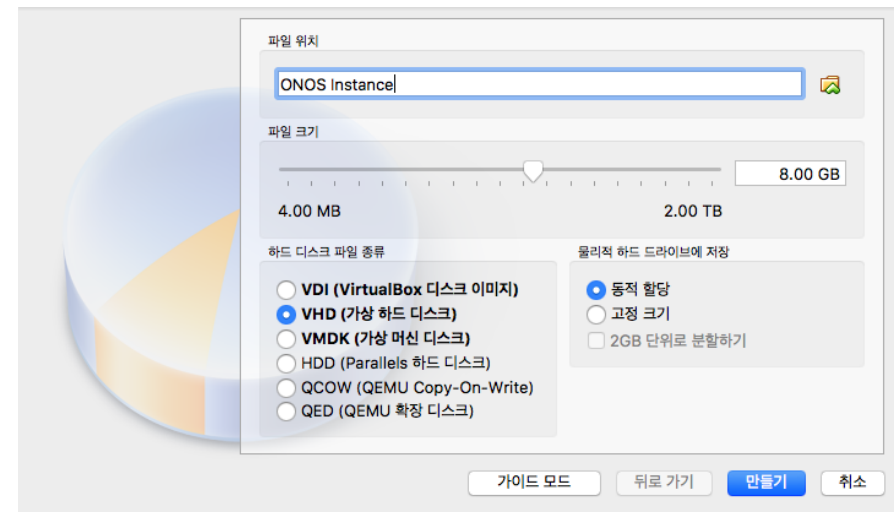 파일 위치
ONOS Instance
파일 크기
8.00 GB
4.00 MB 2.00 TB
하드 디스크 파일 종류
VDI (VirtualBox 디스크 이미지)
VHD (가상 하드 디스크)
VMDK (가상 머신 디스크)
HDD (Parallels 하드 디스크)
QCOW (QEMU Copy-On-Write)
QED (QEMU 확장 디스크)
물리적 하드 드라이브에 저장
동적 할당
고정 크기
2GB 단위로 분할하기
가이드 모드 뒤로 가기 만들기 취소